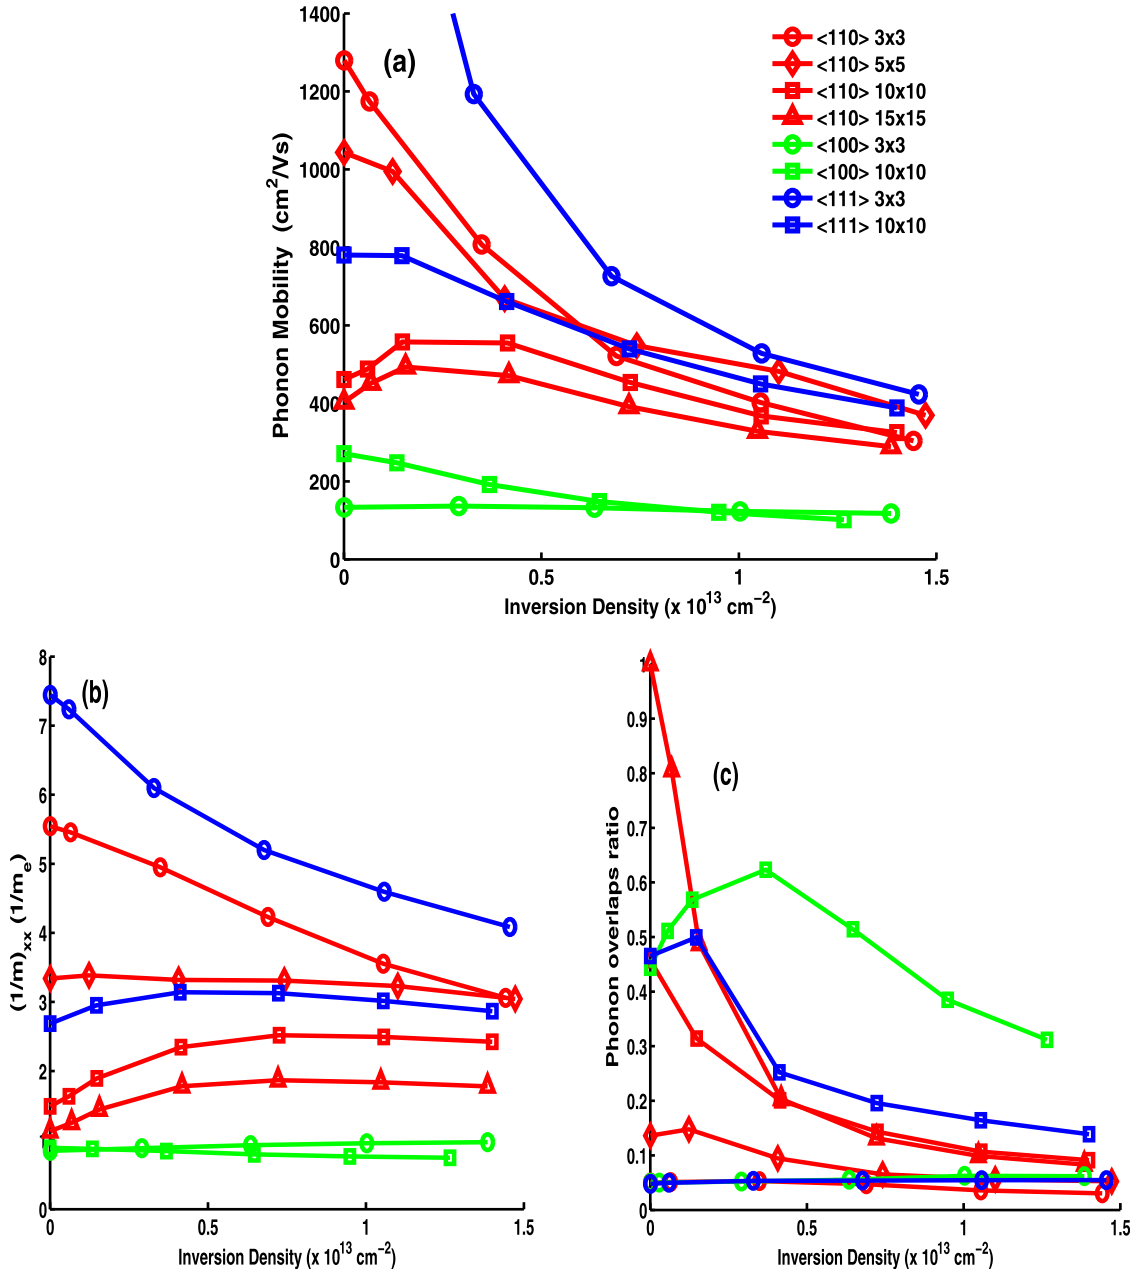 1400
1200
1000
800
600
400
200
0
Phonon Mobility (cm²/Vs)
(a)
<110> 3x3
<110> 5x5
<110> 10x10
<110> 15x15
<100> 3x3
<100> 10x10
<111> 3x3
<111> 10x10
0 0.5 1 1.5
Inversion Density (x 10¹³ cm⁻²)
8
7
6
5
4
3
2
1
0
(1/m)ₓₓ (1/mₑ)
(b)
0 0.5 1 1.5
Inversion Density (x 10¹³ cm⁻²)
1
0.9
0.8
0.7
0.6
0.5
0.4
0.3
0.2
0.1
0
Phonon overlaps ratio
(c)
0 0.5 1 1.5
Inversion Density (x 10¹³ cm⁻²)